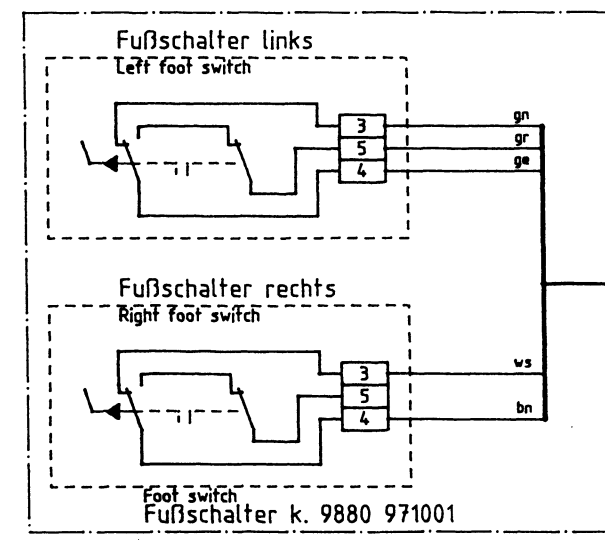 Fußschalter links
Left foot switch
3
5
4
gn
gr
ge
Fußschalter rechts
Right foot switch
3
5
4
ws
bn
Foot switch
Fußschalter k. 9880 971001